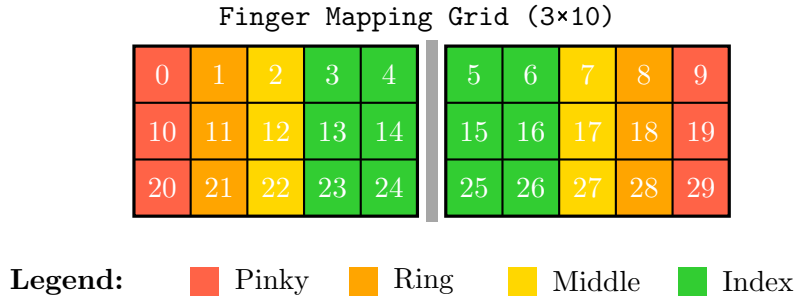 Finger Mapping Grid (3×10)
0 1 2 3 4 5 6 7 8 9
10 11 12 13 14 15 16 17 18 19
20 21 22 23 24 25 26 27 28 29
Legend: Pinky Ring Middle Index